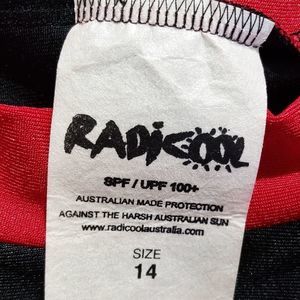 RADiCOOL
SPF / UPF 100+
AUSTRALIAN MADE PROTECTION
AGAINST THE HARSH AUSTRALIAN SUN
www.radicoolaustralia.com
SIZE
14